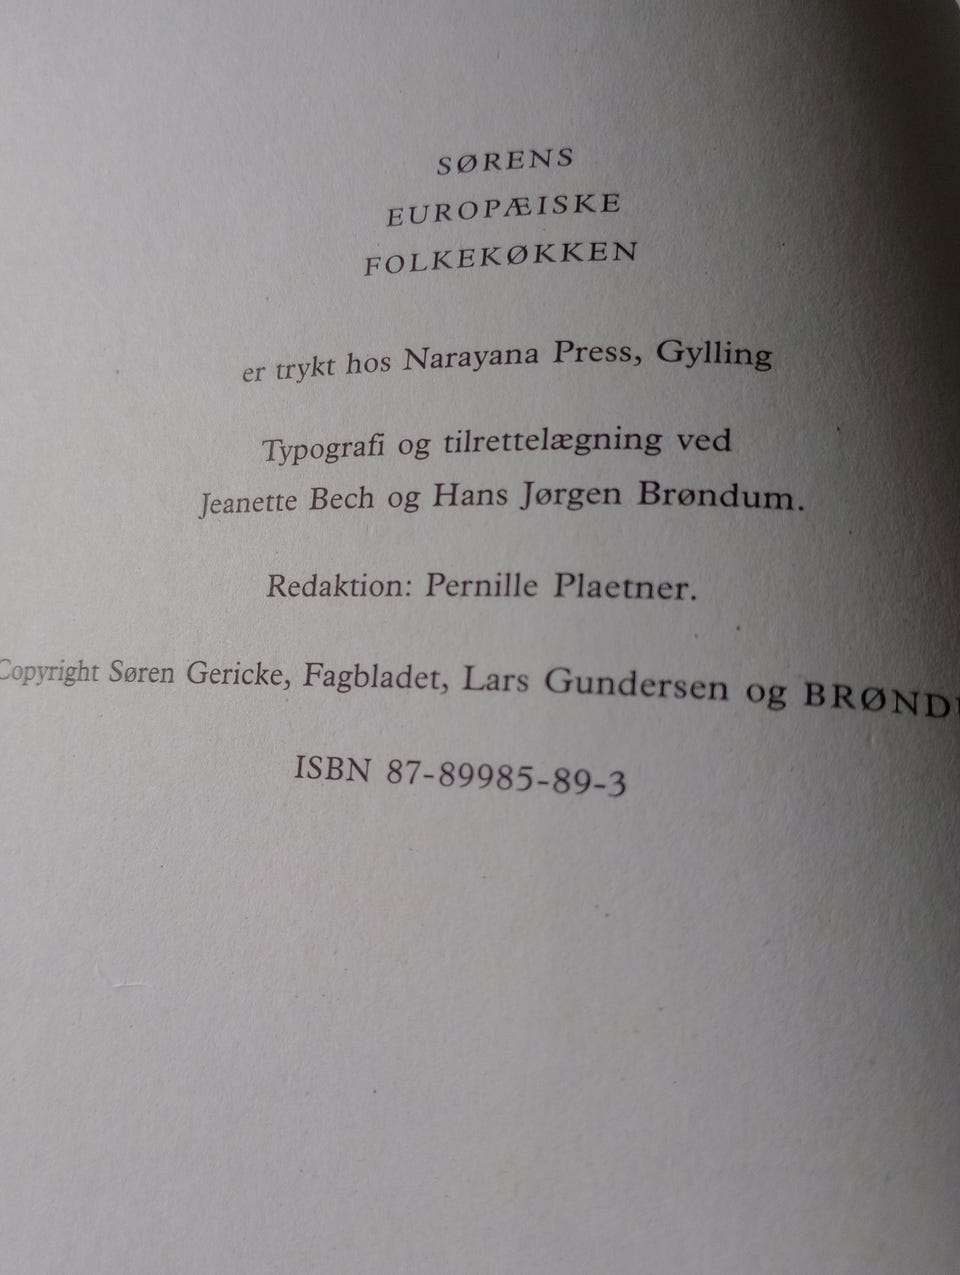 SØRENS
EUROPÆISKE
FOLKEKØKKEN
er trykt hos Narayana Press, Gylling
Typografi og tilrettelægning ved
Jeanette Bech og Hans Jørgen Brøndum.
Redaktion: Pernille Plaetner.
Copyright Søren Gericke, Fagbladet, Lars Gundersen og
ISBN 87-89985-89-3